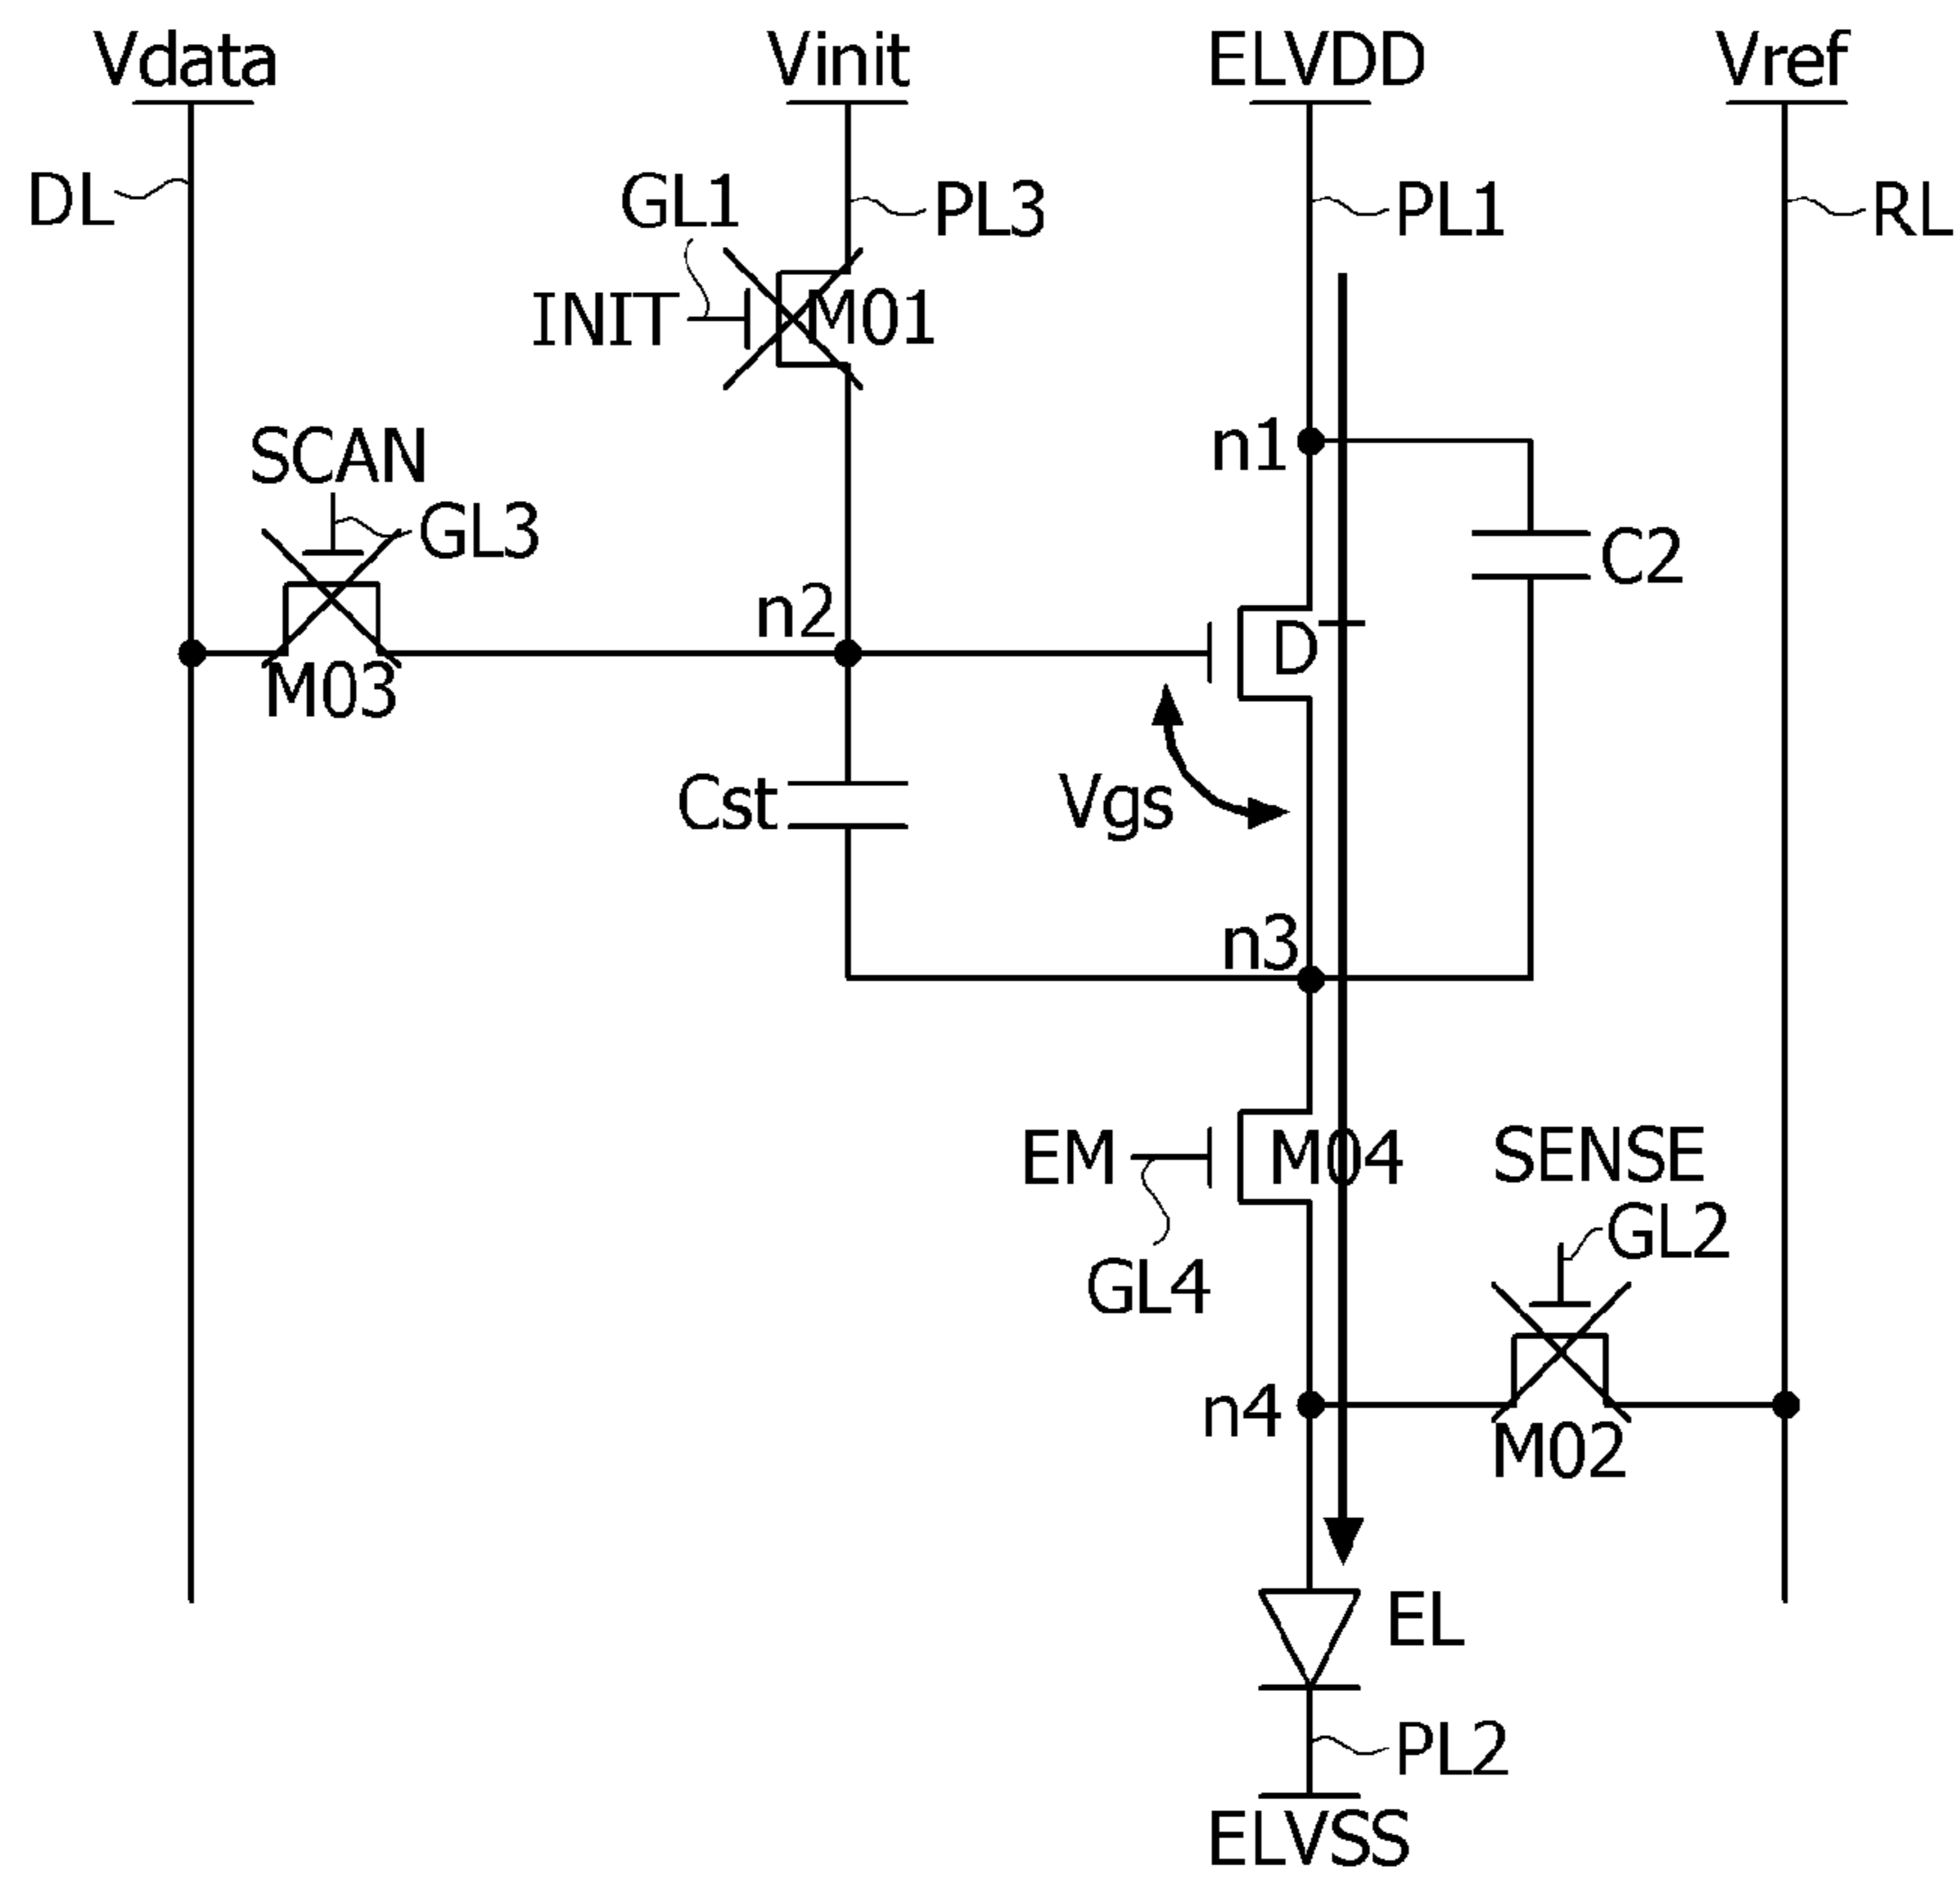 Vdata Vinit ELVDD Vref
DL GL1 PL3 PL1 RL
INIT M01
SCAN n1
GL3 C2
n2 D
M03
Cst Vgs
n3
EM M04 SENSE
GL4 GL2
n4 M02
EL
PL2
ELVSS